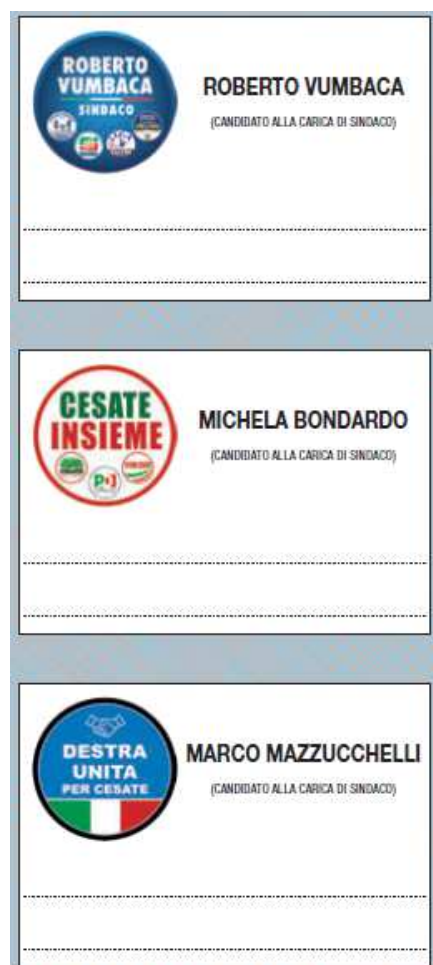 ROBERTO
VUMBACA
SINDACO
ROBERTO VUMBACA
(CANDIDATO ALLA CARICA DI SINDACO)
CESATE
INSIEME
PD
MICHELA BONDARDO
(CANDIDATO ALLA CARICA DI SINDACO)
DESTRA
UNITA
PER CESATE
MARCO MAZZUCCHELLI
(CANDIDATO ALLA CARICA DI SINDACO)